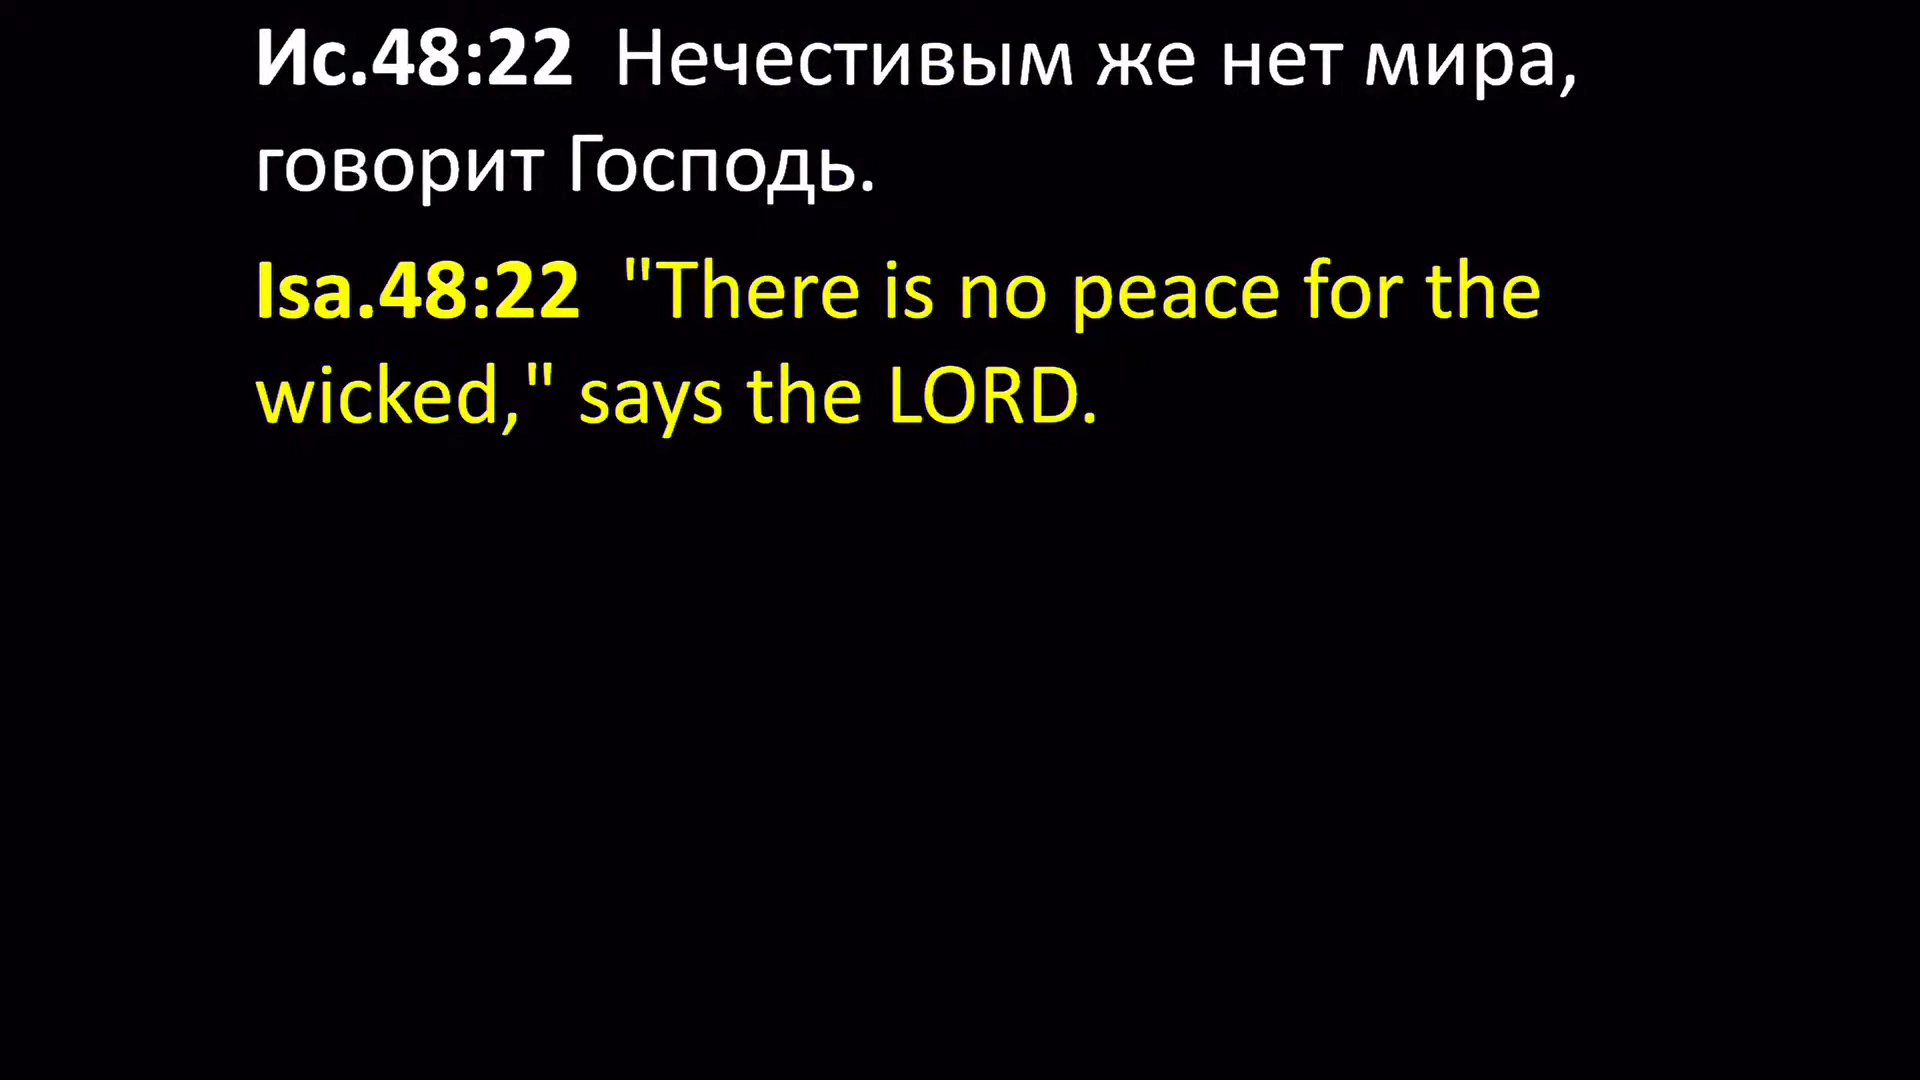 Ис.48:22 Нечестивым же нет мира,
говорит Господь.
Isa.48:22 "There is no peace for the
wicked," says the LORD.